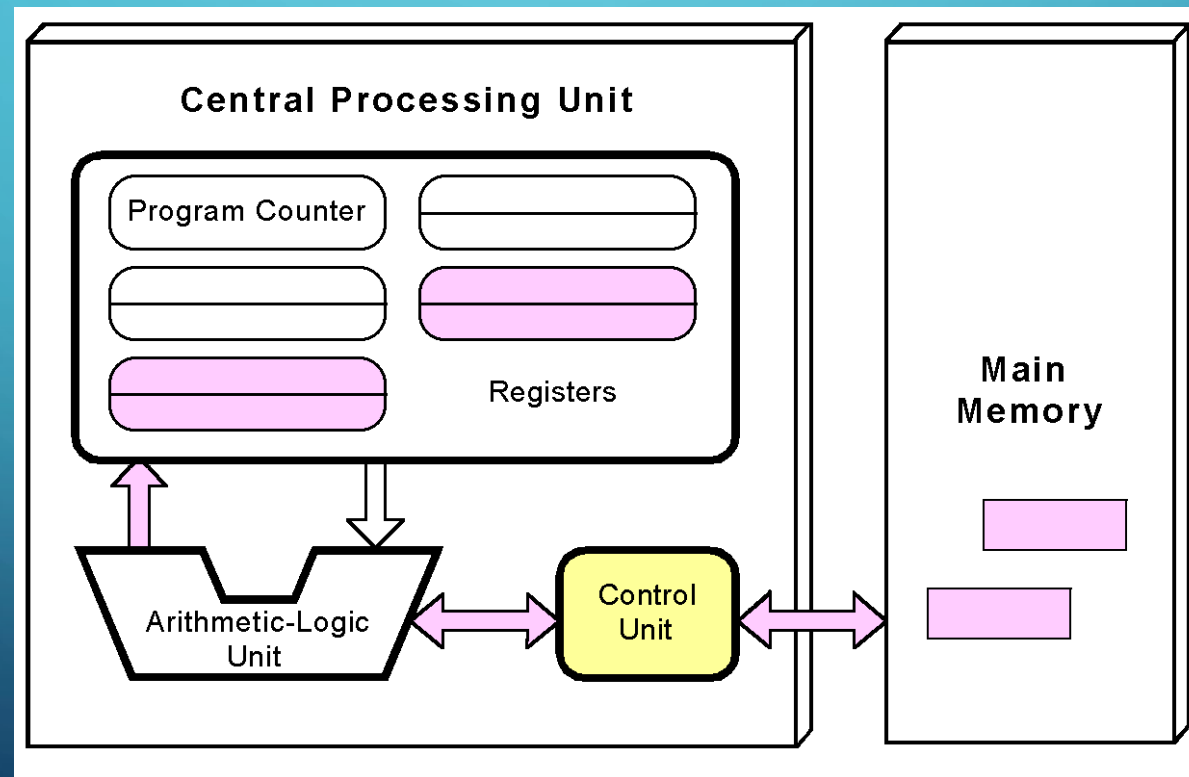 Central Processing Unit
Program Counter
Registers
Arithmetic-Logic
Unit
Control
Unit
Main
Memory